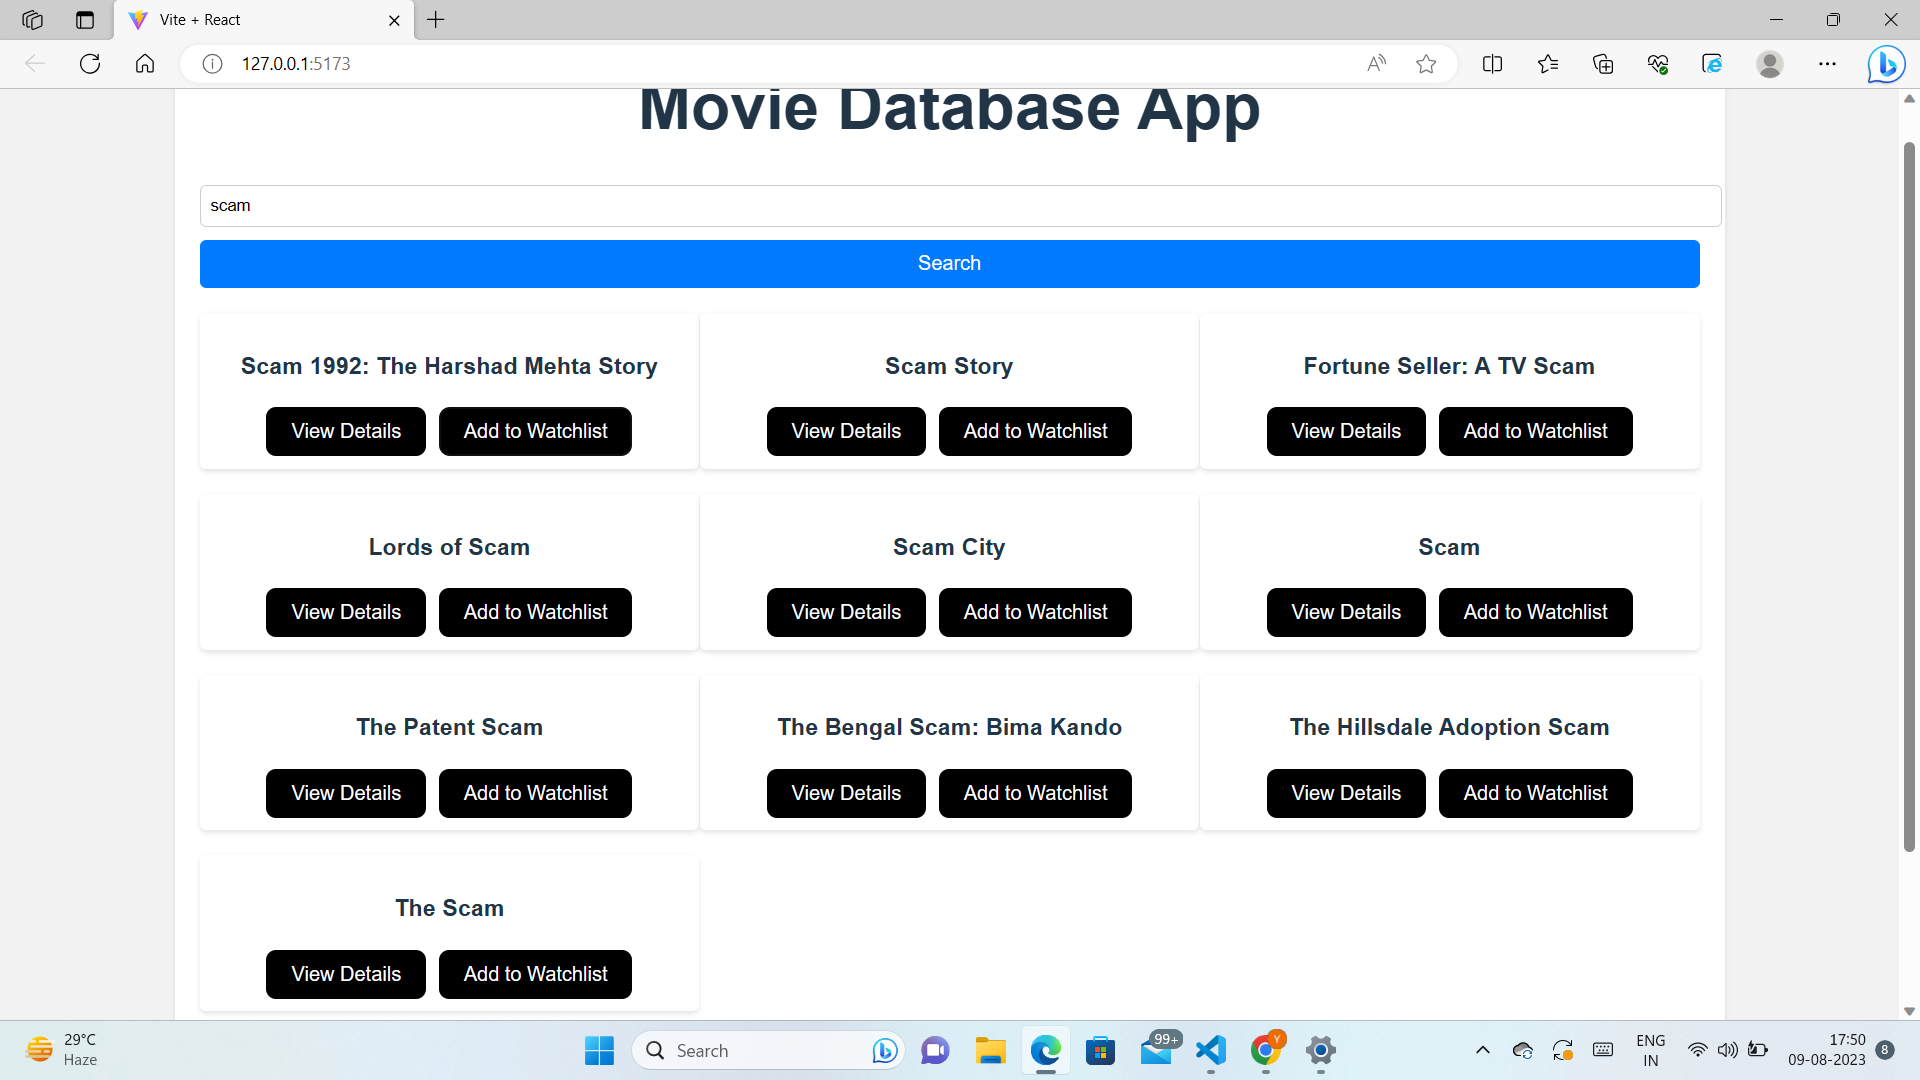 Vite + React
127.0.0.1:5173
Movie Database App
scam
Search
Scam 1992: The Harshad Mehta Story
View Details Add to Watchlist
Scam Story
View Details Add to Watchlist
Fortune Seller: A TV Scam
View Details Add to Watchlist
Lords of Scam
View Details Add to Watchlist
Scam City
View Details Add to Watchlist
Scam
View Details Add to Watchlist
The Patent Scam
View Details Add to Watchlist
The Bengal Scam: Bima Kando
View Details Add to Watchlist
The Hillsdale Adoption Scam
View Details Add to Watchlist
The Scam
View Details Add to Watchlist
29°C
Haze
Search
99+
Y
ENG
IN
17:50
09-08-2023
8